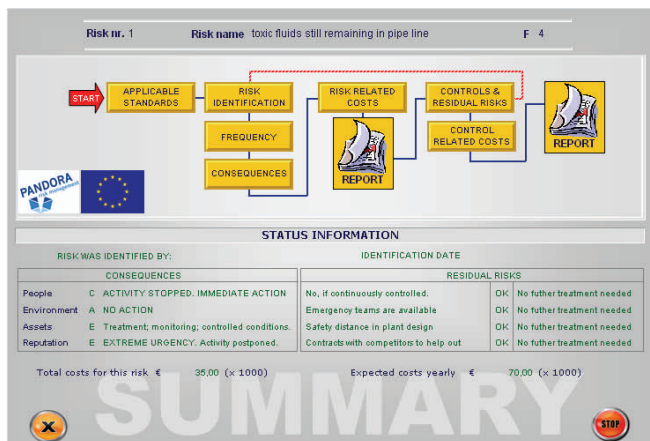 Risk nr. 1 Risk name toxic fluids still remaining in pipe line F 4
START
APPLICABLE STANDARDS
RISK IDENTIFICATION
RISK RELATED COSTS
CONTROLS & RESIDUAL RISKS
FREQUENCY
CONSEQUENCES
REPORT
CONTROL RELATED COSTS
REPORT
PANDORA
risk management
STATUS INFORMATION
RISK WAS IDENTIFIED BY: IDENTIFICATION DATE
CONSEQUENCES RESIDUAL RISKS
People C ACTIVITY STOPPED. IMMEDIATE ACTION No, if continuously controlled. OK No futher treatment needed
Environment A NO ACTION Emergency teams are available OK No futher treatment needed
Assets E Treatment; monitoring; controlled conditions. Safety distance in plant design OK No futher treatment needed
Reputation E EXTREME URGENCY. Activity postponed. Contracts with competitors to help out OK No futher treatment needed
Total costs for this risk € 35,00 (x 1000) Expected costs yearly € 70,00 (x 1000)
SUMMARY
X
STOP